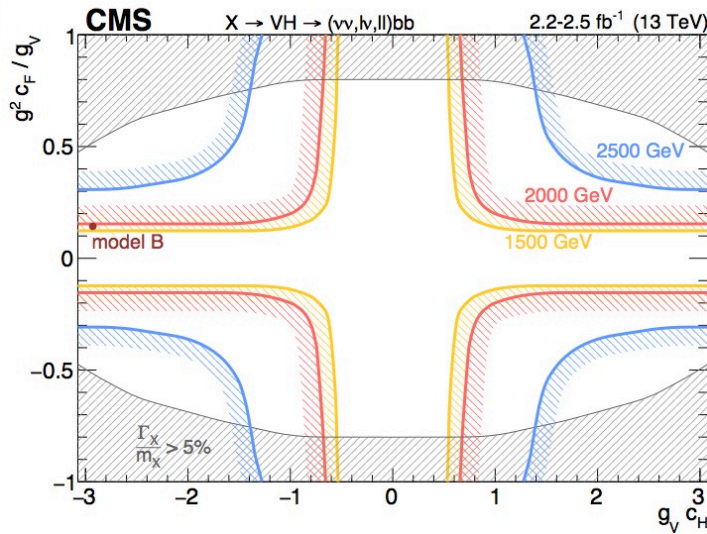 CMS X → VH → (νν,lν,ll)bb 2.2-2.5 fb⁻¹ (13 TeV)
g² c_F / g_V
1
0.5
0
−0.5
−1
2500 GeV
2000 GeV
1500 GeV
model B
Γ_X
m_X > 5%
−3 −2 −1 0 1 2 3
g_V c_H